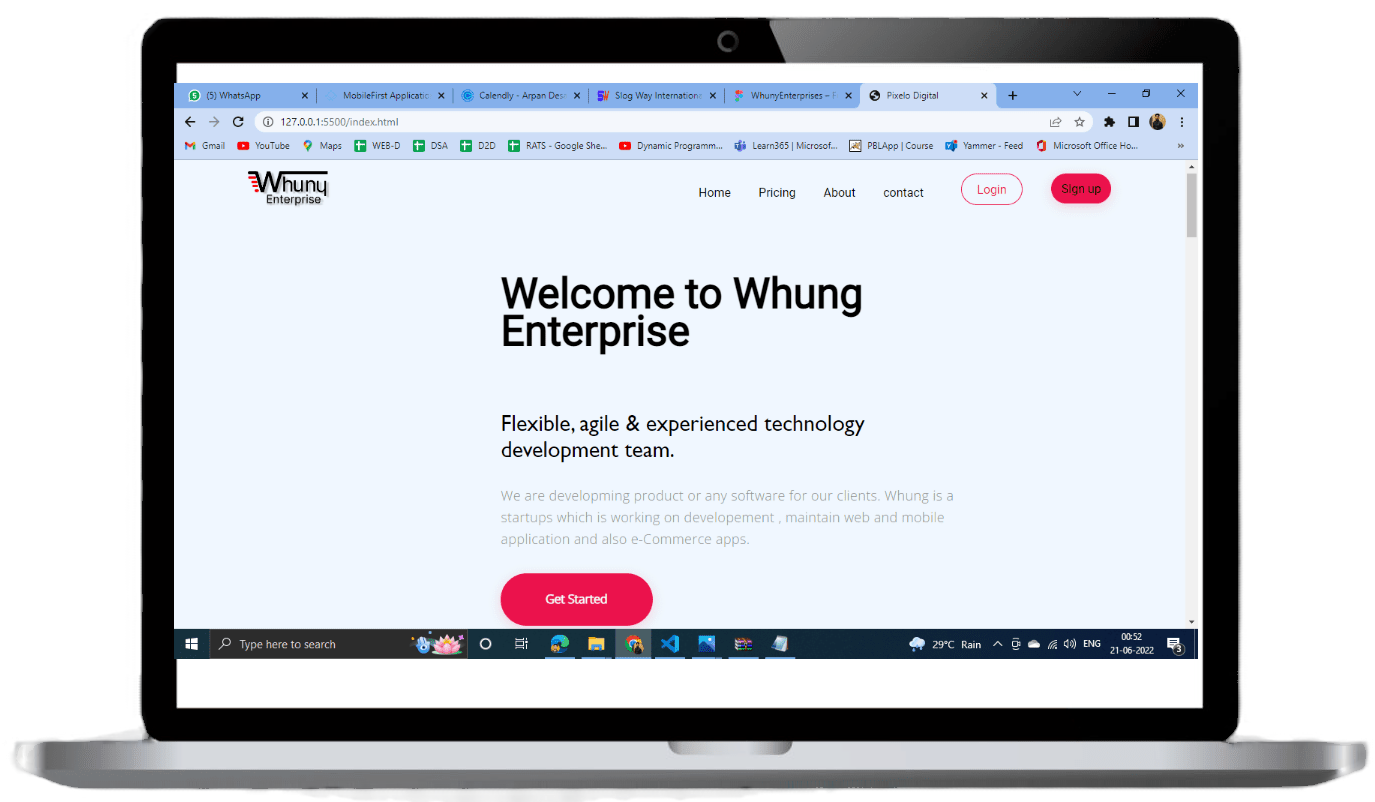 (5) WhatsApp
MobileFirst Applicatio
Calendly - Arpan Des
Slog Way Internationa
WhunyEnterprises – F
Pixelo Digital
127.0.0.1:5500/index.html
Gmail
YouTube
Maps
WEB-D
DSA
D2D
RATS - Google She...
Dynamic Programm...
Learn365 | Microsof...
PBLApp | Course
Yammer - Feed
Microsoft Office Ho...
Whuny
Enterprise
Home
Pricing
About
contact
Login
Sign up
Welcome to Whung
Enterprise
Flexible, agile & experienced technology
development team.
We are developming product or any software for our clients. Whung is a
startups which is working on developement , maintain web and mobile
application and also e-Commerce apps.
Get Started
Type here to search
29°C Rain
ENG
00:52
21-06-2022
3